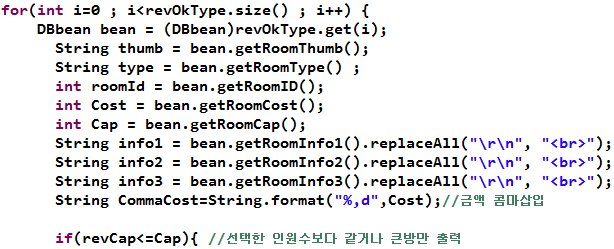 for(int i=0 ; i<revOkType.size() ; i++) {
DBbean bean = (DBbean)revOkType.get(i);
String thumb = bean.getRoomThumb();
String type = bean.getRoomType() ;
int roomId = bean.getRoomID();
int Cost = bean.getRoomCost();
int Cap = bean.getRoomCap();
String info1 = bean.getRoomInfo1().replaceAll("\r\n", "<br>");
String info2 = bean.getRoomInfo2().replaceAll("\r\n", "<br>");
String info3 = bean.getRoomInfo3().replaceAll("\r\n", "<br>");
String CommaCost=String.format("%,d",Cost);//금액 콤마삽입
if(revCap<=Cap){ //선택한 인원수보다 같거나 큰방만 출력